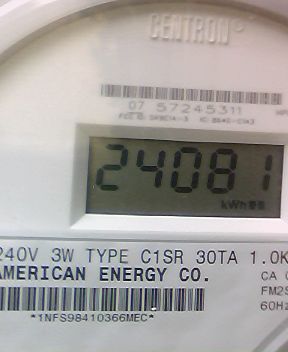 CENTRON®
07 57245311
24081
kWh
240V 3W TYPE C1SR 30TA 1.0K
AMERICAN ENERGY CO.
CA
FM2S
60Hz
*1NFS98410366MEC*